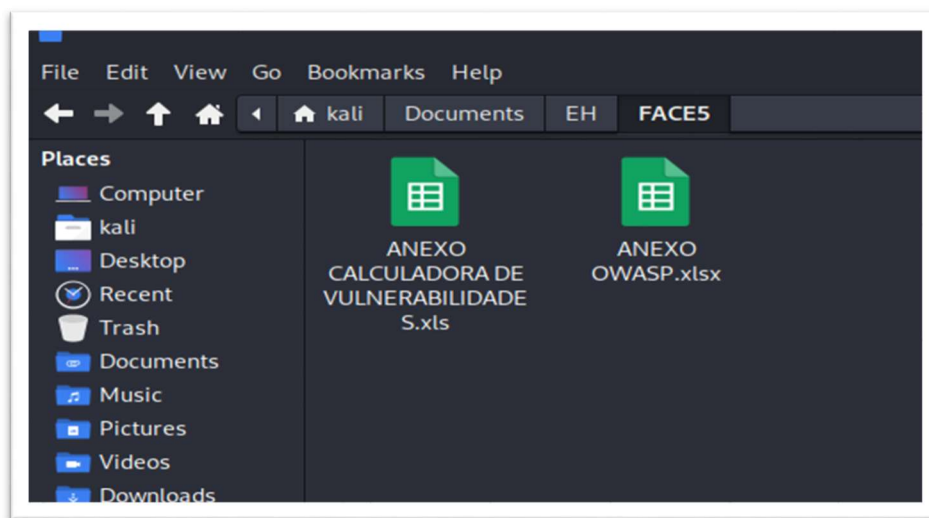 File Edit View Go Bookmarks Help
kali Documents EH FACE5
Places
Computer
kali
Desktop
Recent
Trash
Documents
Music
Pictures
Videos
Downloads
ANEXO
CALCULADORA DE
VULNERABILIDADE
S.xls
ANEXO
OWASP.xlsx